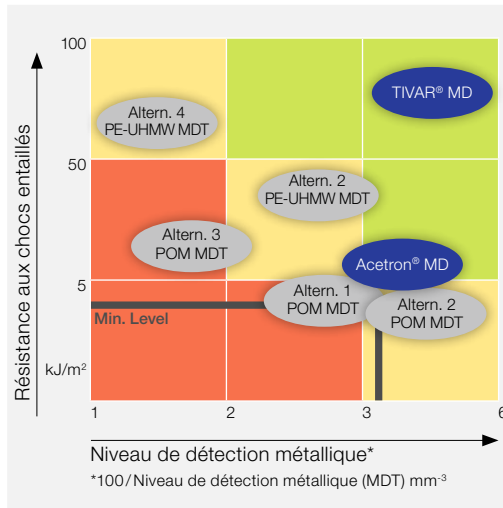 Résistance aux chocs entaillés
100
50
5
kJ/m²
TIVAR® MD
Altern. 4
PE-UHMW MDT
Altern. 2
PE-UHMW MDT
Altern. 3
POM MDT
Acetron® MD
Altern. 1
POM MDT
Altern. 2
POM MDT
Min. Level
1
2
3
6
Niveau de détection métallique*
*100/Niveau de détection métallique (MDT) mm⁻³